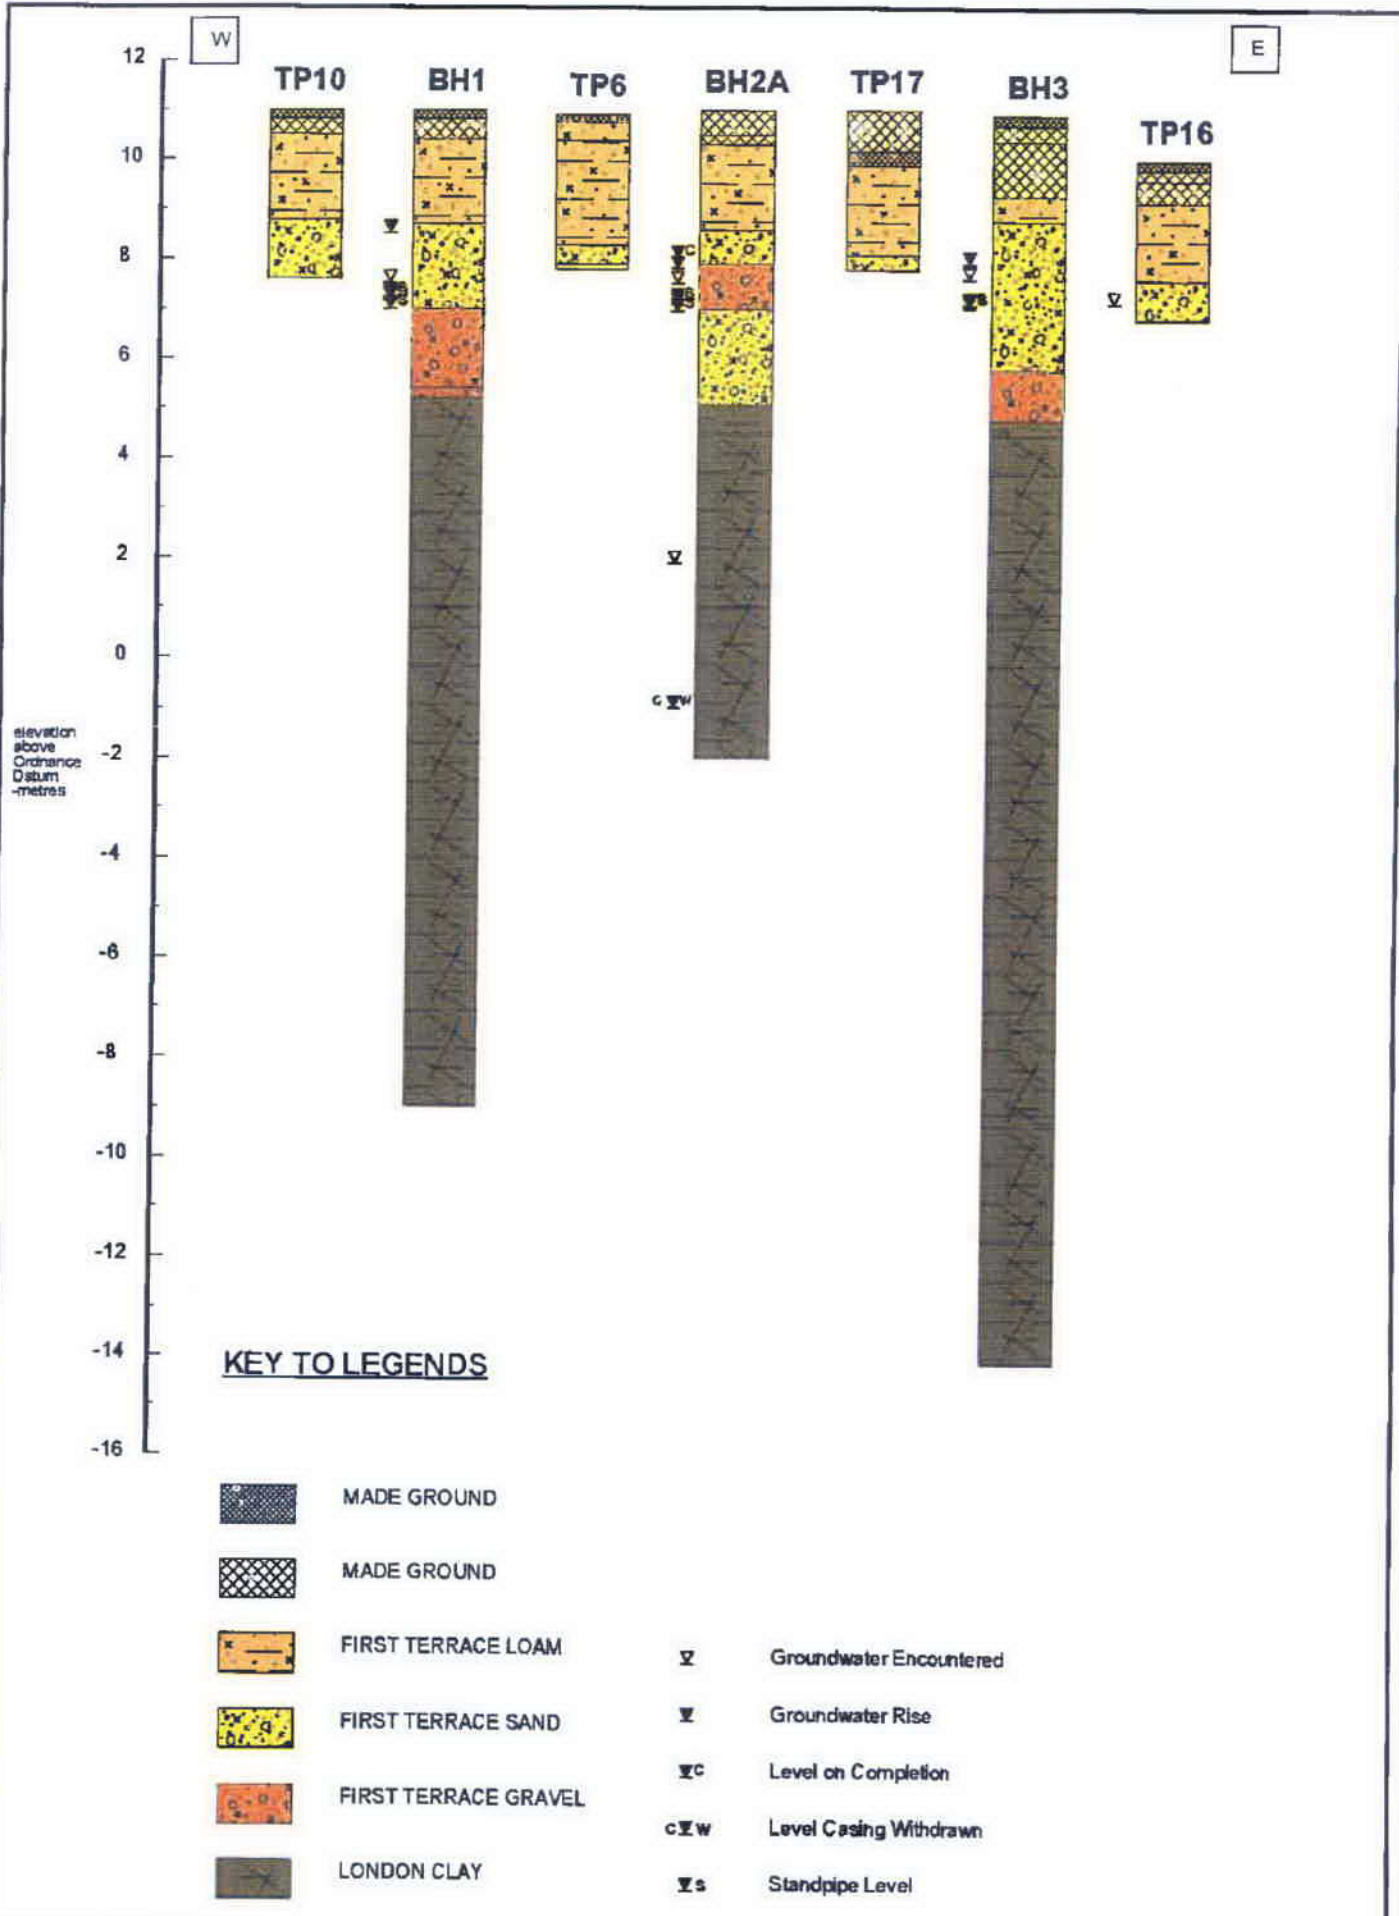 W
E
TP10
BH1
TP6
BH2A
TP17
BH3
TP16
12
10
8
6
4
2
0
-2
-4
-6
-8
-10
-12
-14
-16
elevation
above
Ordnance
Datum
-metres
C
S
C W
KEY TO LEGENDS
MADE GROUND
MADE GROUND
FIRST TERRACE LOAM
FIRST TERRACE SAND
FIRST TERRACE GRAVEL
LONDON CLAY
Groundwater Encountered
Groundwater Rise
C Level on Completion
C W Level Casing Withdrawn
S Standpipe Level